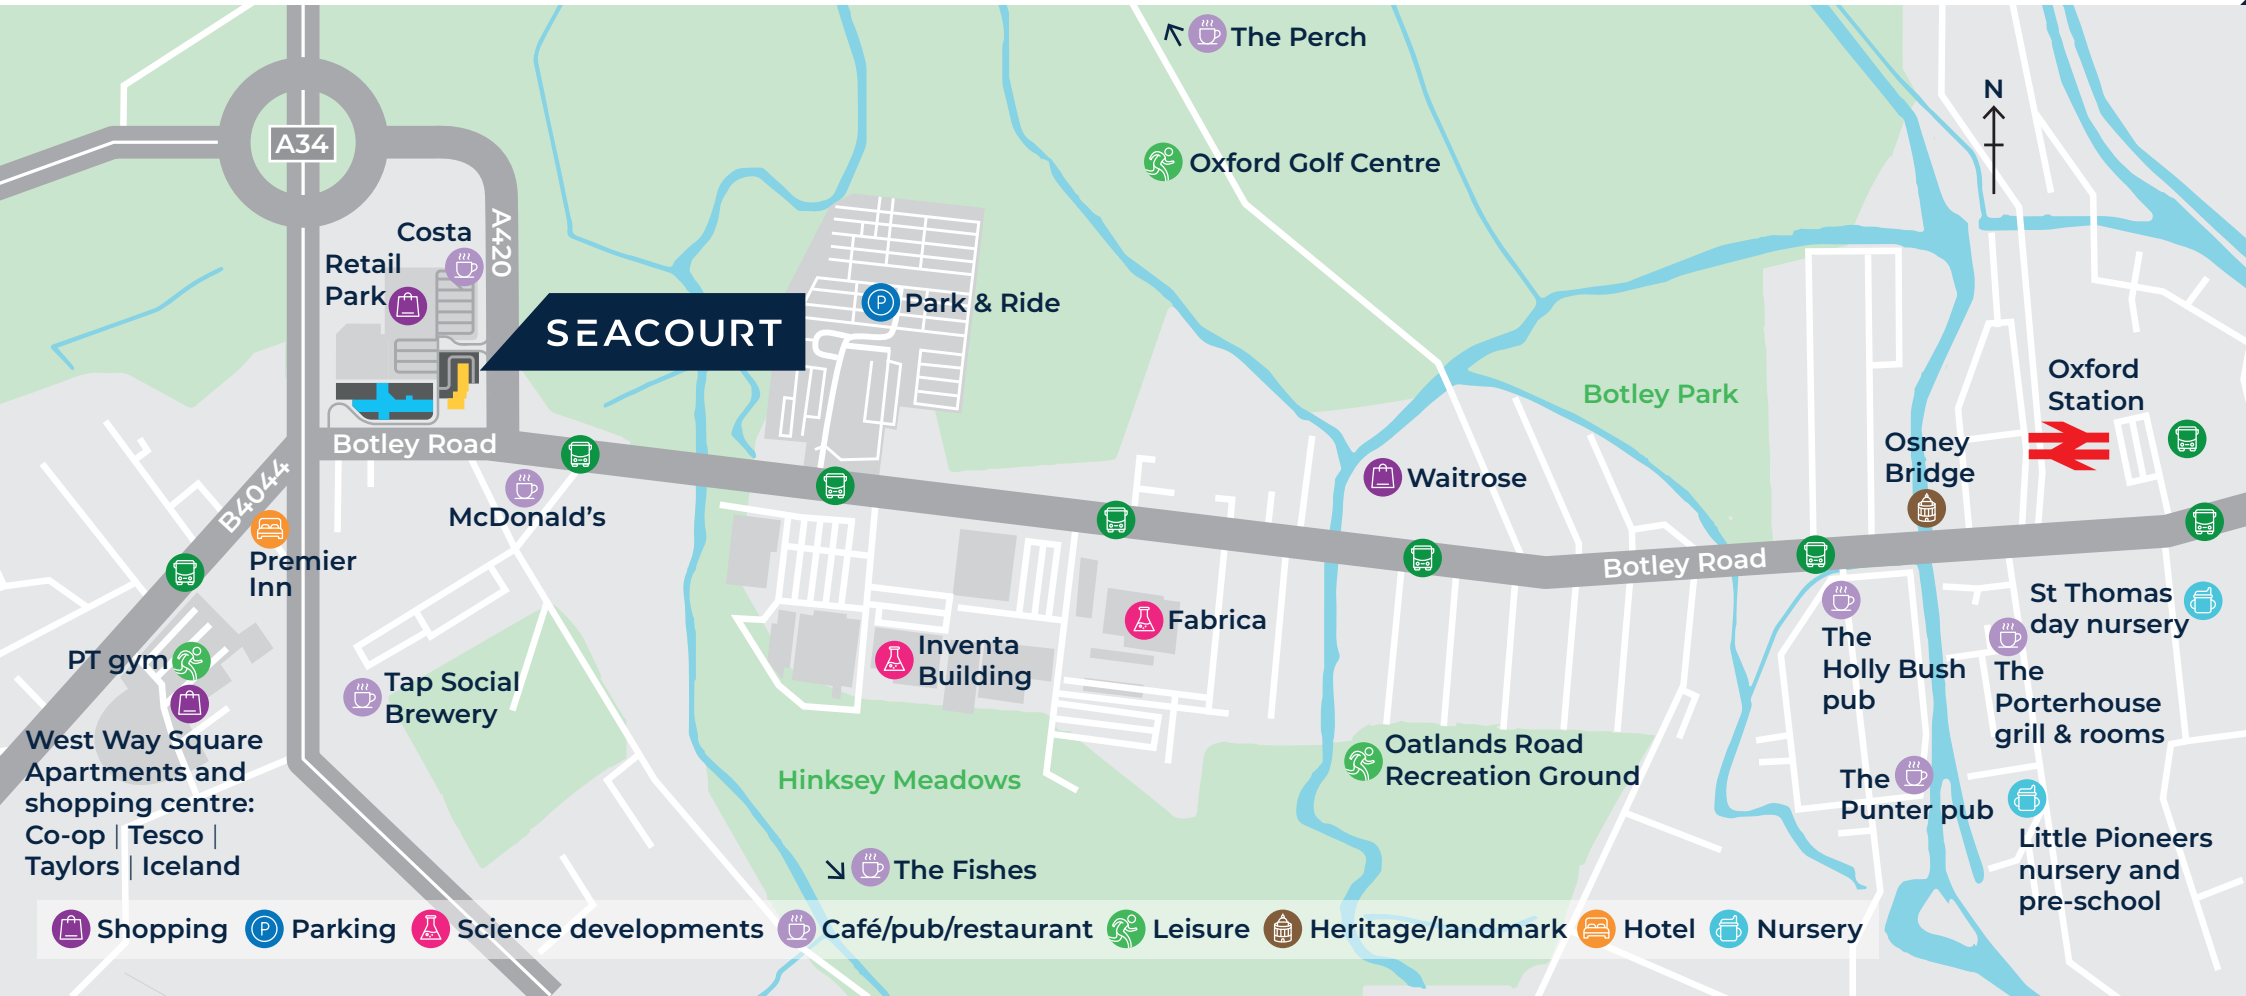 The Perch
N
A34
Oxford Golf Centre
Costa
A420
Retail
Park
Park & Ride
SEACOURT
Oxford
Station
Botley Park
Botley Road
Osney
Bridge
Waitrose
B4044
McDonald's
Premier
Inn
Botley Road
St Thomas
day nursery
Fabrica
Inventa
Building
The
Holly Bush
pub
PT gym
The
Porterhouse
grill & rooms
Tap Social
Brewery
West Way Square
Apartments and
shopping centre:
Co-op | Tesco |
Taylors | Iceland
Oatlands Road
Recreation Ground
Hinksey Meadows
The
Punter pub
Little Pioneers
nursery and
pre-school
The Fishes
P
Shopping
P
Parking
Science developments
Café/pub/restaurant
Leisure
Heritage/landmark
Hotel
Nursery